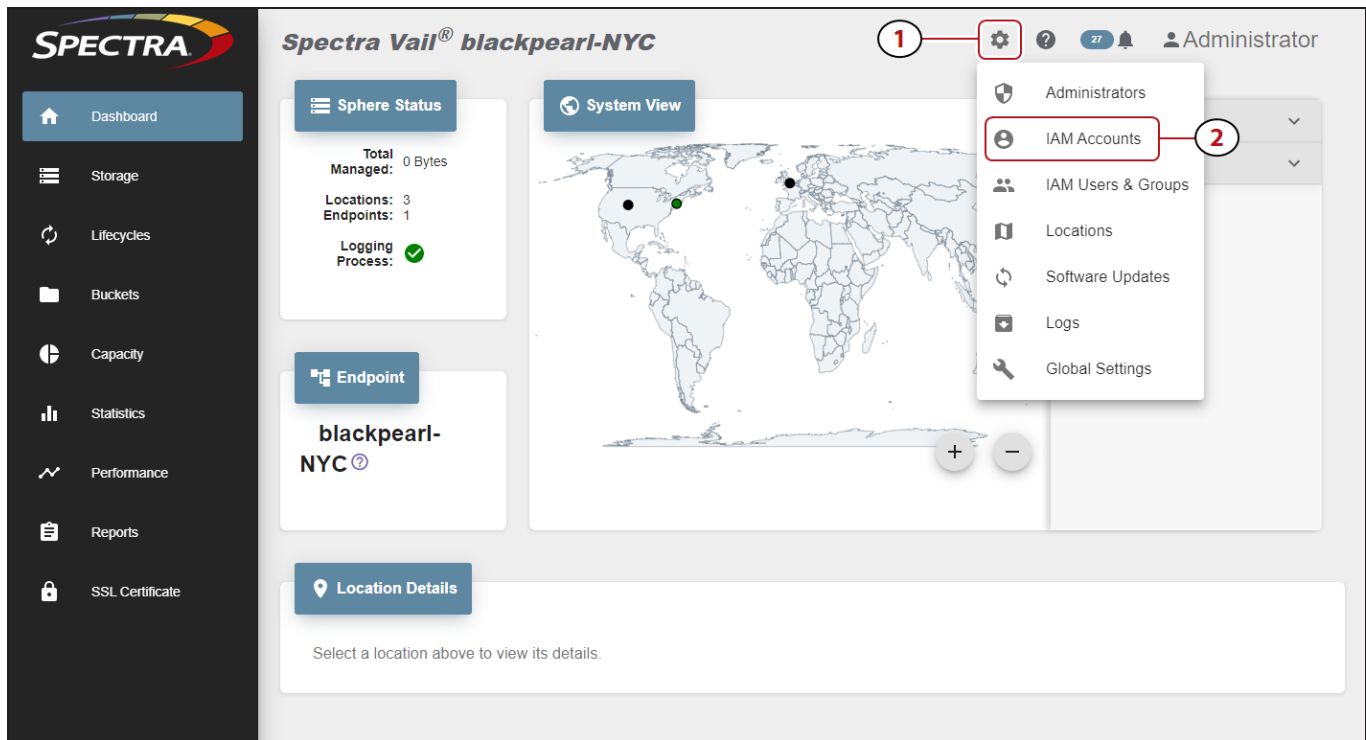 SPECTRA
Spectra Vail® blackpearl-NYC
1
27
Administrator
Dashboard
Storage
Lifecycles
Buckets
Capacity
Statistics
Performance
Reports
SSL Certificate
Sphere Status
Total Managed: 0 Bytes
Locations: 3
Endpoints: 1
Logging Process:
System View
+
−
Administrators
IAM Accounts
2
IAM Users & Groups
Locations
Software Updates
Logs
Global Settings
Endpoint
blackpearl-
NYC
Location Details
Select a location above to view its details.